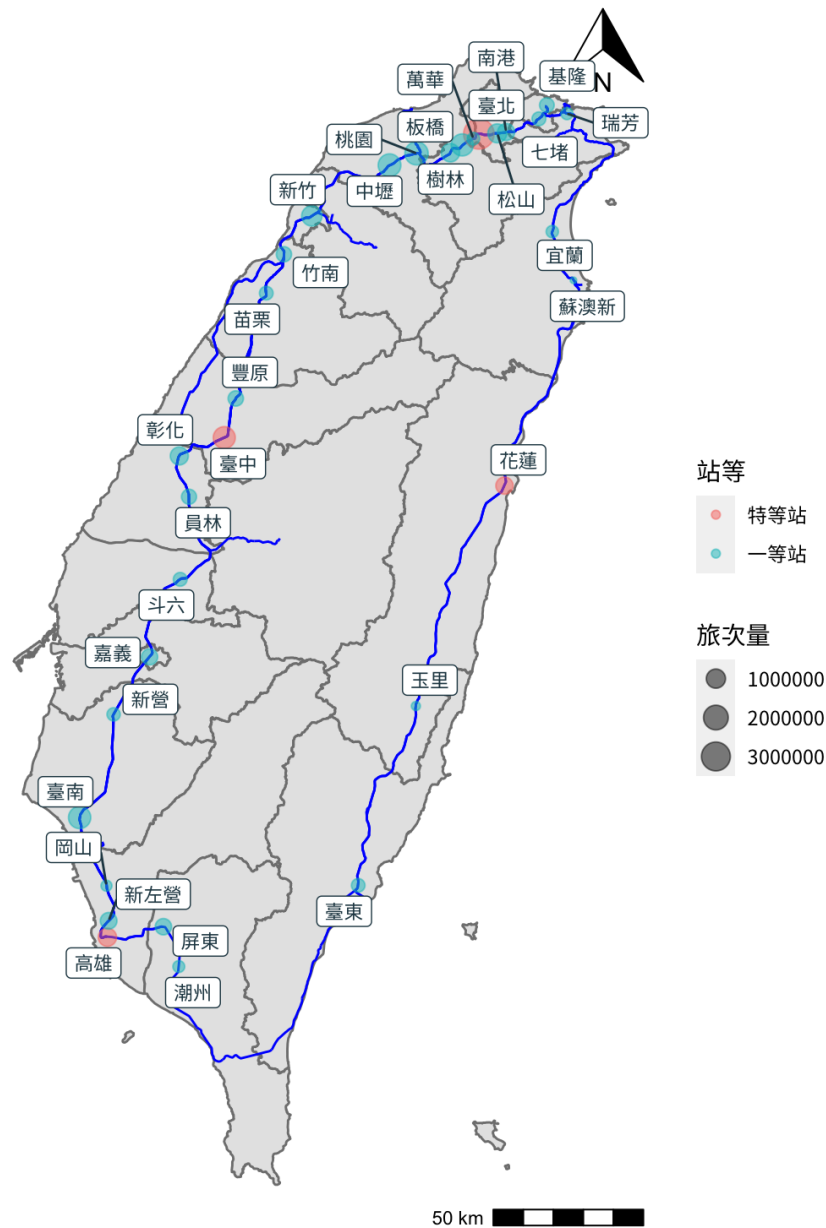 南港
基隆
萬華
N
臺北
瑞芳
板橋
桃園
七堵
樹林
中壢
新竹
松山
宜蘭
竹南
蘇澳新
苗栗
豐原
彰化
臺中
花蓮
員林
斗六
嘉義
玉里
新營
臺南
岡山
新左營
臺東
屏東
高雄
潮州
站等
特等站
一等站
旅次量
1000000
2000000
3000000
50 km